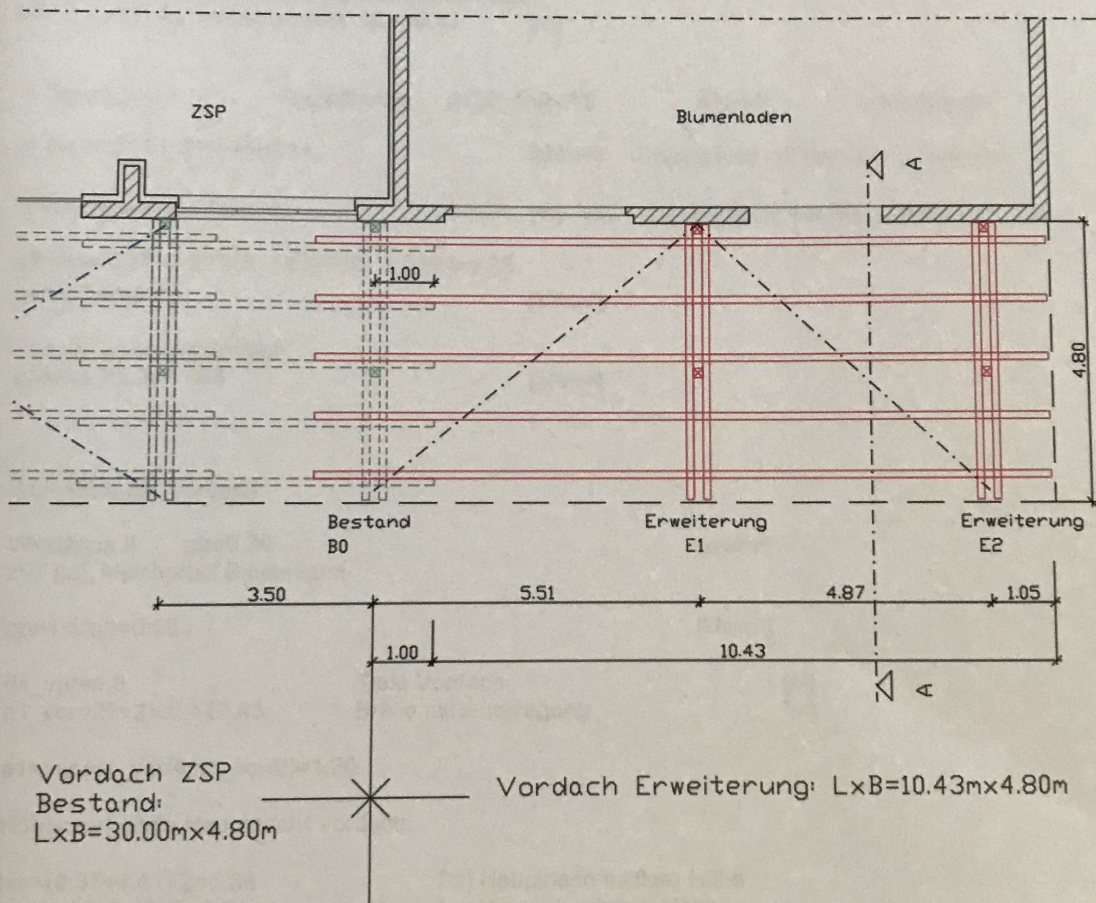 ZSP
Blumenladen
A
1.00
4.80
Bestand
B0
Erweiterung
E1
Erweiterung
E2
3.50
5.51
4.87
1.05
1.00
10.43
A
Vordach ZSP
Bestand:
LxB=30.00mx4.80m
Vordach Erweiterung: LxB=10.43mx4.80m